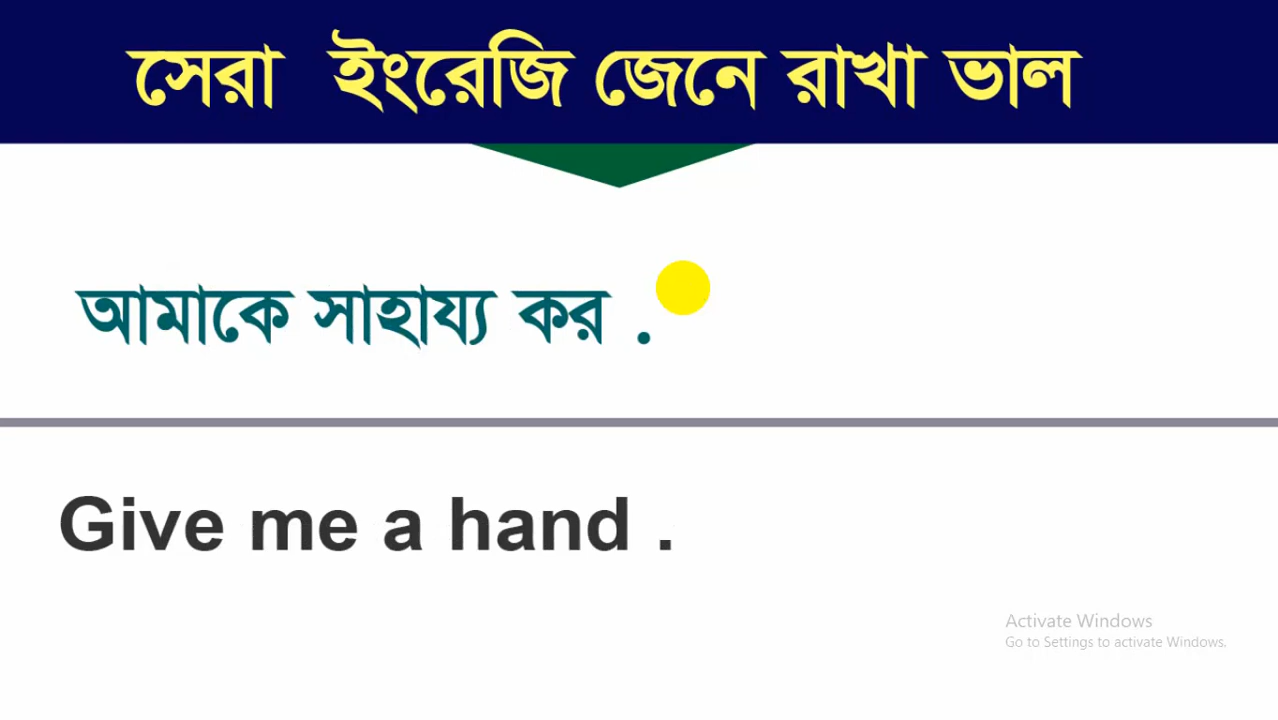 সেরা ইংরেজি জেনে রাখা ভাল
আমাকে সাহায্য কর .
Give me a hand .
Activate Windows
Go to Settings to activate Windows.